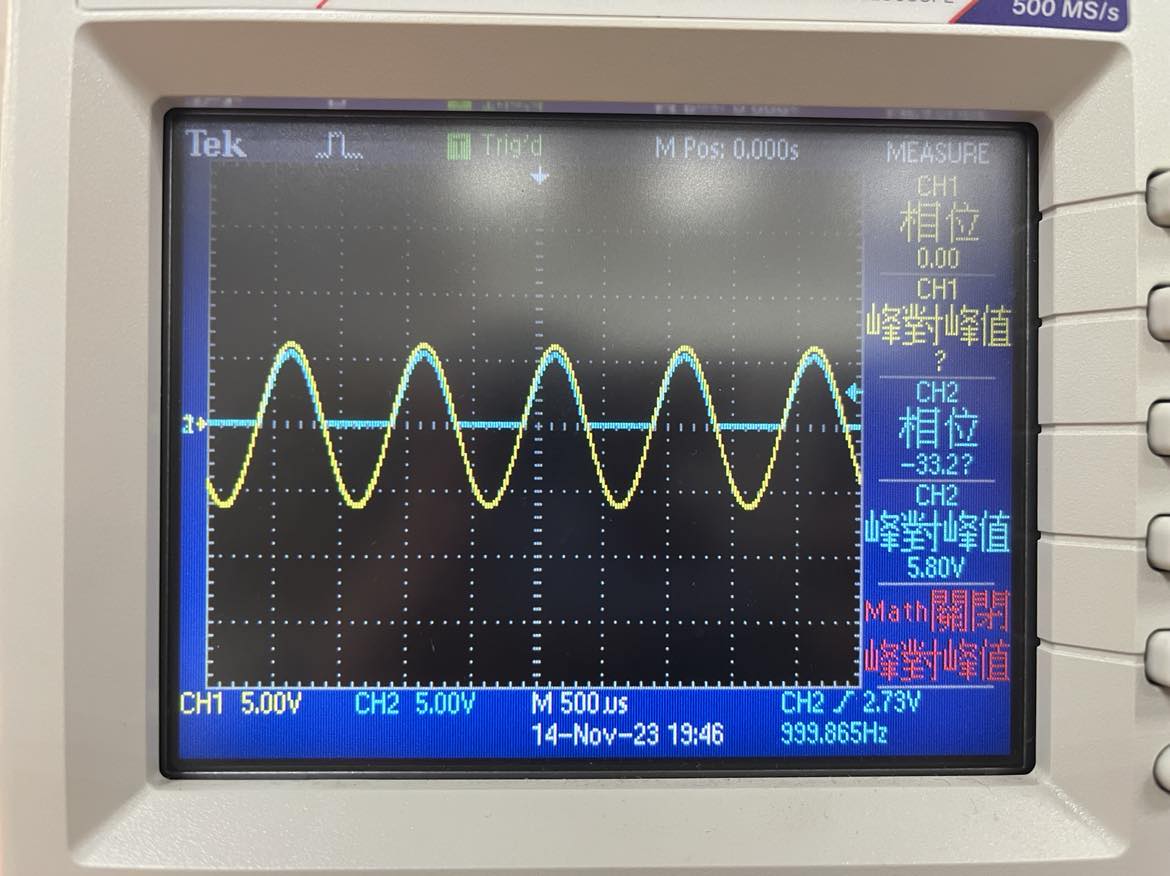 500 MS/s
Tek Trig'd M Pos: 0.000s MEASURE
CH1
相位
0.00
CH1
峰對峰值
?
CH2
相位
-33.2?
CH2
峰對峰值
5.80V
Math關閉
峰對峰值
2
CH1 5.00V CH2 5.00V M 500µs CH2 2.73V
14-Nov-23 19:46 999.865Hz